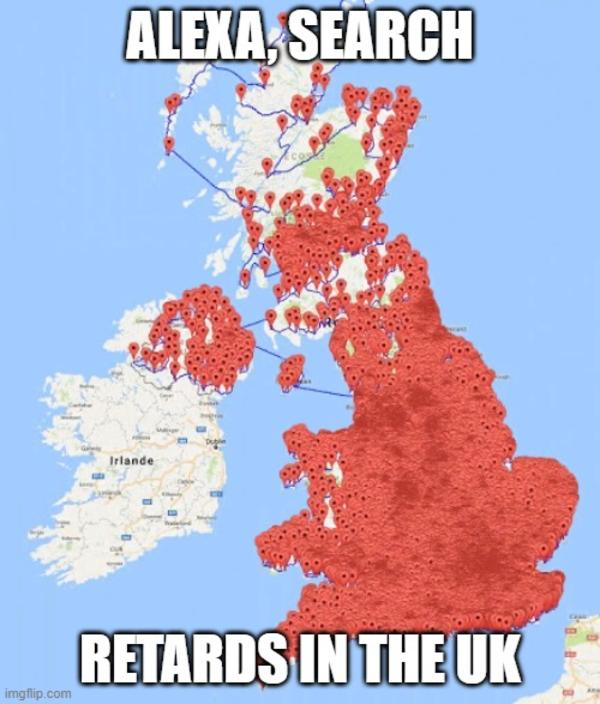 ALEXA, SEARCH
Irlande
Dublin
RETARDS IN THE UK
imgflip.com